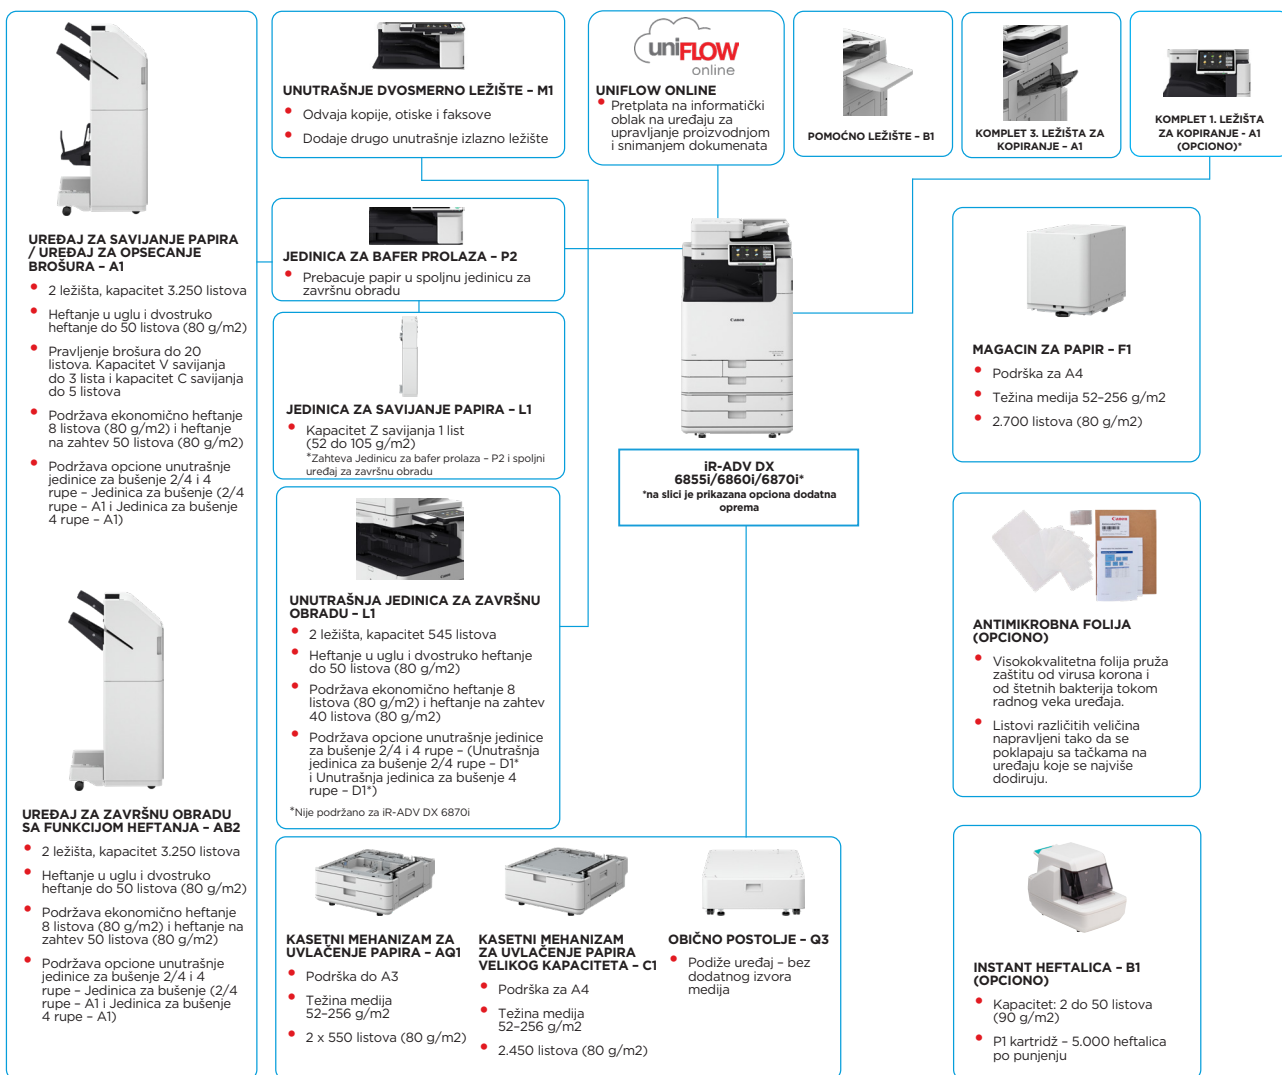 UREĐAJ ZA SAVIJANJE PAPIRA
/ UREĐAJ ZA OPSECANJE
BROŠURA – A1
2 ležišta, kapacitet 3.250 listova
Heftanje u uglu i dvostruko
heftanje do 50 listova (80 g/m2)
Pravljenje brošura do 20
listova. Kapacitet V savijanja
do 3 lista i kapacitet C savijanja
do 5 listova
Podržava ekonomično heftanje
8 listova (80 g/m2) i heftanje
na zahtev 50 listova (80 g/m2)
Podržava opcione unutrašnje
jedinice za bušenje 2/4 i 4
rupe – Jedinica za bušenje (2/4
rupe – A1 i Jedinica za bušenje
4 rupe – A1)
UREĐAJ ZA ZAVRŠNU OBRADU
SA FUNKCIJOM HEFTANJA – AB2
2 ležišta, kapacitet 3.250 listova
Heftanje u uglu i dvostruko
heftanje do 50 listova (80 g/m2)
Podržava ekonomično heftanje
8 listova (80 g/m2) i heftanje na
zahtev 50 listova (80 g/m2)
Podržava opcione unutrašnje
jedinice za bušenje 2/4 i 4
rupe – Jedinica za bušenje (2/4
rupe – A1 i Jedinica za bušenje
4 rupe – A1)
UNUTRAŠNJE DVOSMERNO LEŽIŠTE – M1
Odvaja kopije, otiske i faksove
Dodaje drugo unutrašnje izlazno ležište
JEDINICA ZA BAFER PROLAZA – P2
Prebacuje papir u spoljnu jedinicu za
završnu obradu
JEDINICA ZA SAVIJANJE PAPIRA – L1
Kapacitet Z savijanja 1 list
(52 do 105 g/m2)
*Zahteva Jedinicu za bafer prolaza – P2 i spoljni
uređaj za završnu obradu
UNUTRAŠNJA JEDINICA ZA ZAVRŠNU
OBRADU – L1
2 ležišta, kapacitet 545 listova
Heftanje u uglu i dvostruko heftanje
do 50 listova (80 g/m2)
Podržava ekonomično heftanje 8
listova (80 g/m2) i heftanje na zahtev
40 listova (80 g/m2)
Podržava opcione unutrašnje jedinice
za bušenje 2/4 i 4 rupe – (Unutrašnja
jedinica za bušenje 2/4 rupe – D1*
i Unutrašnja jedinica za bušenje 4
rupe – D1*)
*Nije podržano za iR-ADV DX 6870i
uniFLOW
online
UNIFLOW ONLINE
Pretplata na informatički
oblak na uređaju za
upravljanje proizvodnjom
i snimanjem dokumenata
POMOĆNO LEŽIŠTE – B1
KOMPLET 3. LEŽIŠTA ZA
KOPIRANJE – A1
KOMPLET 1. LEŽIŠTA
ZA KOPIRANJE - A1
(OPCIONO)*
Canon
iR-ADV DX
6855i/6860i/6870i*
*na slici je prikazana opciona dodatna
oprema
KASETNI MEHANIZAM ZA
UVLAČENJE PAPIRA – AQ1
Podrška do A3
Težina medija
52–256 g/m2
2 x 550 listova (80 g/m2)
KASETNI MEHANIZAM
ZA UVLAČENJE PAPIRA
VELIKOG KAPACITETA – C1
Podrška za A4
Težina medija
52–256 g/m2
2.450 listova (80 g/m2)
OBIČNO POSTOLJE – Q3
Podiže uređaj – bez
dodatnog izvora
medija
MAGACIN ZA PAPIR – F1
Podrška za A4
Težina medija 52–256 g/m2
2.700 listova (80 g/m2)
Canon
ANTIMIKROBNA FOLIJA
(OPCIONO)
Visokokvalitetna folija pruža
zaštitu od virusa korona i
od štetnih bakterija tokom
radnog veka uređaja.
Listovi različitih veličina
napravljeni tako da se
poklapaju sa tačkama na
uređaju koje se najviše
dodiruju.
INSTANT HEFTALICA – B1
(OPCIONO)
Kapacitet: 2 do 50 listova
(90 g/m2)
P1 kartridž – 5.000 heftalica
po punjenju